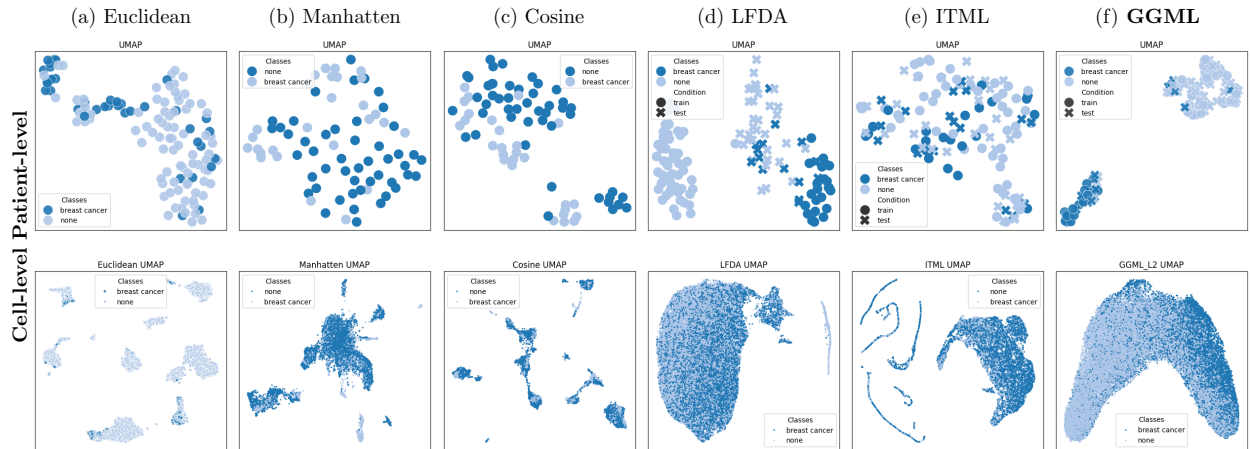 (a) Euclidean
(b) Manhatten
(c) Cosine
(d) LFDA
(e) ITML
(f) GGML
Patient-level
UMAP
Classes
breast cancer
none
UMAP
Classes
none
breast cancer
UMAP
Classes
none
breast cancer
UMAP
Classes
breast cancer
none
Condition
train
test
UMAP
Classes
breast cancer
none
Condition
train
test
UMAP
Classes
breast cancer
none
Condition
train
test
Cell-level
Euclidean UMAP
Classes
breast cancer
none
Manhatten UMAP
Classes
none
breast cancer
Cosine UMAP
Classes
none
breast cancer
LFDA UMAP
Classes
breast cancer
none
ITML UMAP
Classes
none
breast cancer
GGML_L2 UMAP
Classes
breast cancer
none